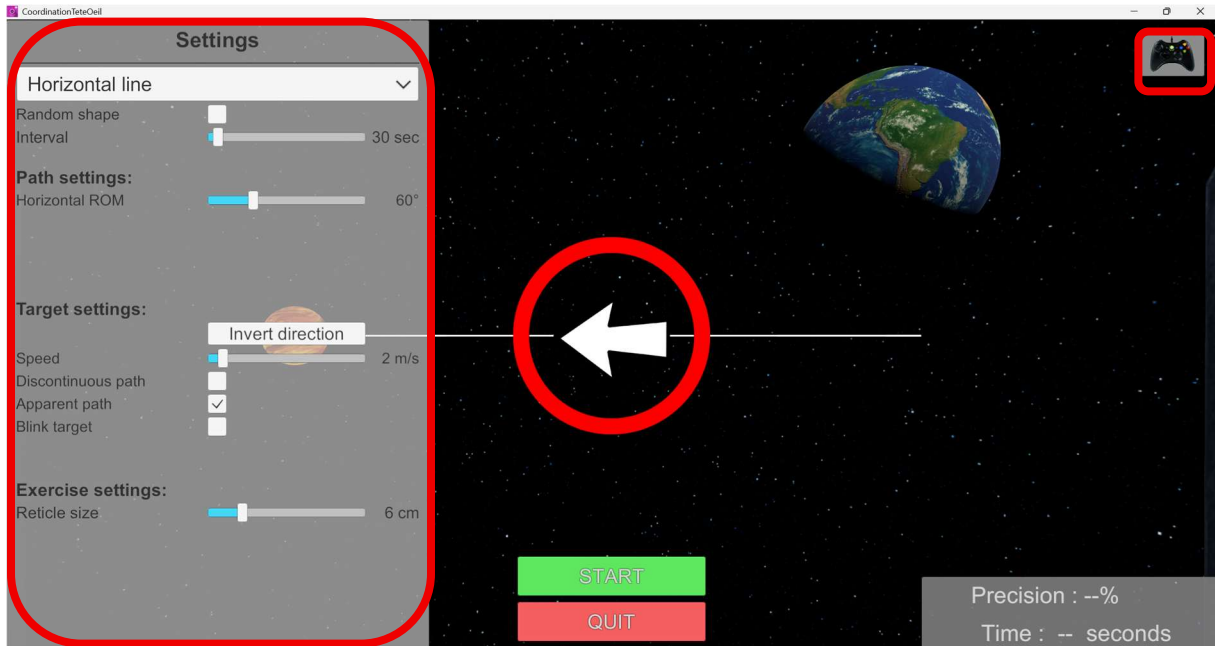 CoordinationTeteOeil
Settings
Horizontal line
Random shape
Interval 30 sec
Path settings:
Horizontal ROM 60°
Target settings:
Invert direction
Speed 2 m/s
Discontinuous path
Apparent path
Blink target
Exercise settings:
Reticle size 6 cm
START
QUIT
Precision : --%
Time : -- seconds